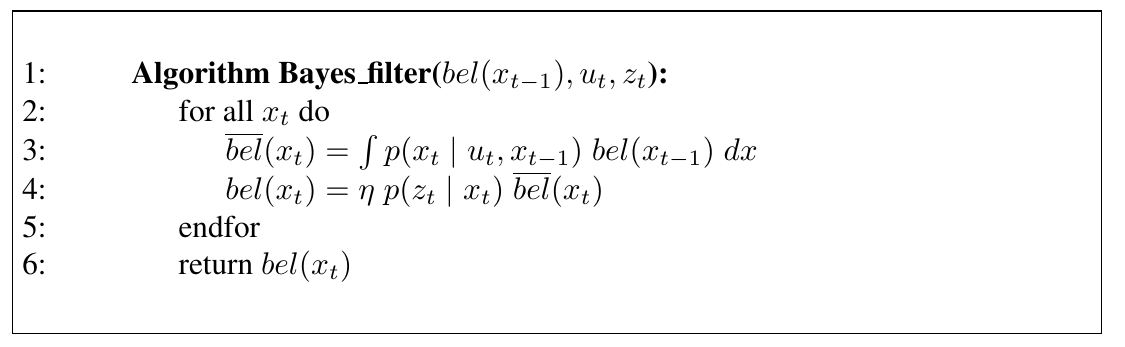 1: Algorithm Bayes_filter(bel(x_{t−1}), u_t, z_t):
2: for all x_t do
3: \overline{bel}(x_t) = ∫ p(x_t | u_t, x_{t−1}) bel(x_{t−1}) dx
4: bel(x_t) = η p(z_t | x_t) \overline{bel}(x_t)
5: endfor
6: return bel(x_t)